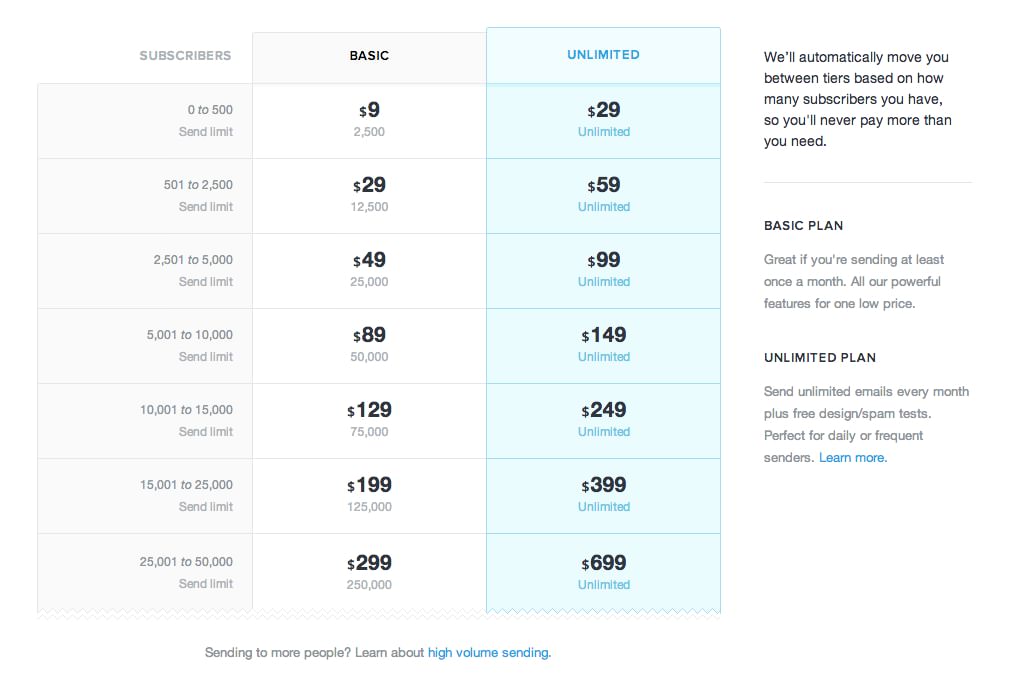 SUBSCRIBERS BASIC UNLIMITED
0 to 500 $9 $29
Send limit 2,500 Unlimited
501 to 2,500 $29 $59
Send limit 12,500 Unlimited
2,501 to 5,000 $49 $99
Send limit 25,000 Unlimited
5,001 to 10,000 $89 $149
Send limit 50,000 Unlimited
10,001 to 15,000 $129 $249
Send limit 75,000 Unlimited
15,001 to 25,000 $199 $399
Send limit 125,000 Unlimited
25,001 to 50,000 $299 $699
Send limit 250,000 Unlimited
Sending to more people? Learn about high volume sending.
We’ll automatically move you
between tiers based on how
many subscribers you have,
so you'll never pay more than
you need.
BASIC PLAN
Great if you're sending at least
once a month. All our powerful
features for one low price.
UNLIMITED PLAN
Send unlimited emails every month
plus free design/spam tests.
Perfect for daily or frequent
senders. Learn more.